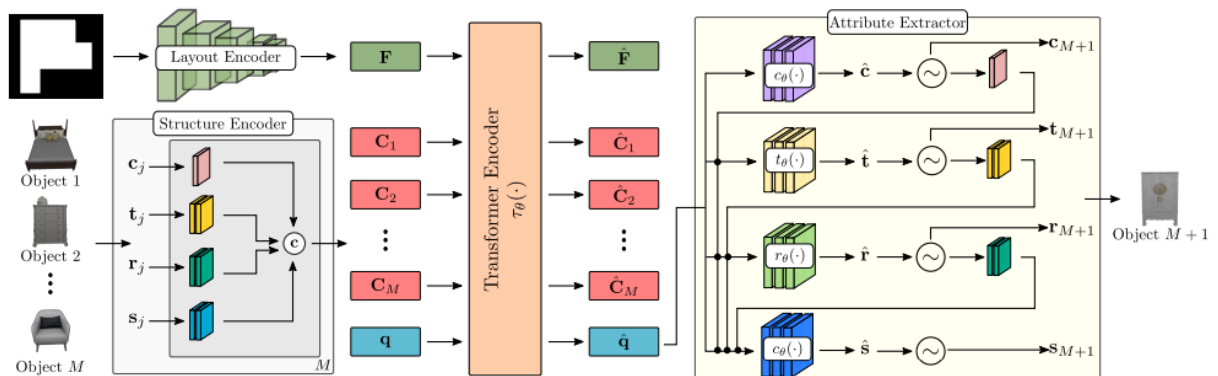 Layout Encoder
Structure Encoder
Object 1
Object 2
Object M
c_j
t_j
r_j
s_j
c
M
F
C_1
C_2
C_M
q
Transformer Encoder
τ_θ(·)
F̂
Ĉ_1
Ĉ_2
Ĉ_M
q̂
Attribute Extractor
c_θ(·) ĉ ~ c_{M+1}
t_θ(·) t̂ ~ t_{M+1}
r_θ(·) r̂ ~ r_{M+1}
c_θ(·) ŝ ~ s_{M+1}
Object M + 1